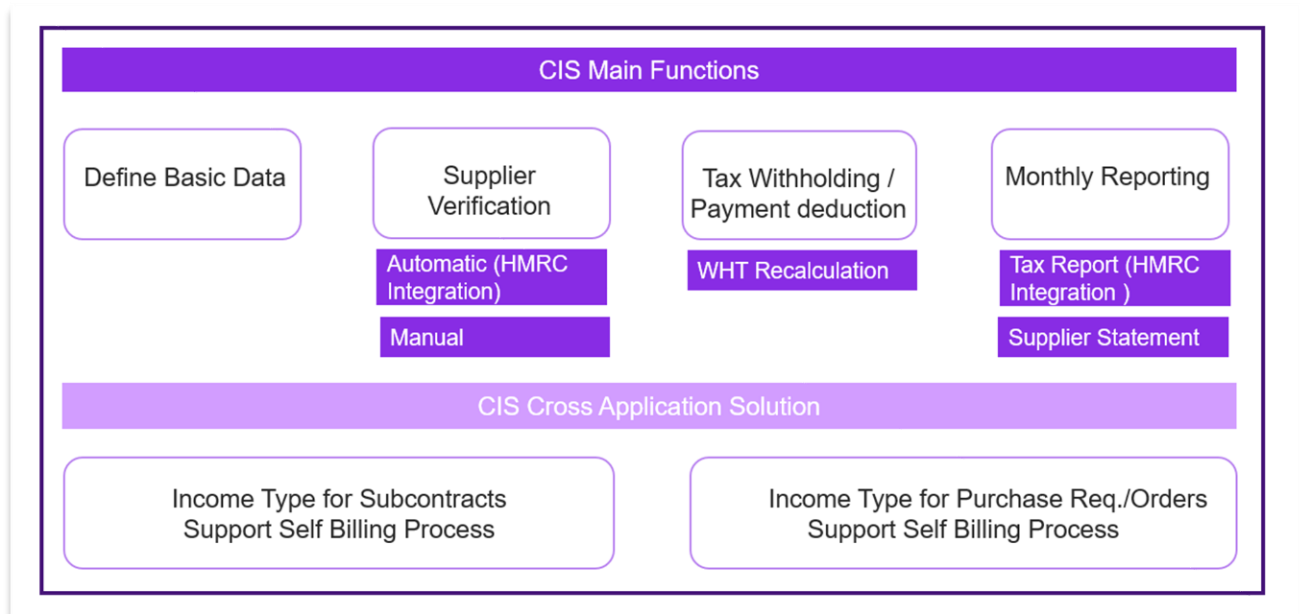 CIS Main Functions
Define Basic Data
Supplier
Verification
Automatic (HMRC
Integration)
Manual
Tax Withholding /
Payment deduction
WHT Recalculation
Monthly Reporting
Tax Report (HMRC
Integration )
Supplier Statement
CIS Cross Application Solution
Income Type for Subcontracts
Support Self Billing Process
Income Type for Purchase Req./Orders
Support Self Billing Process